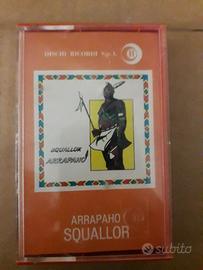 DISCHI RICORDI S.p.A.
SQUALLOR
ARRAPAHO
ARRAPAHO
SQUALLOR
subito